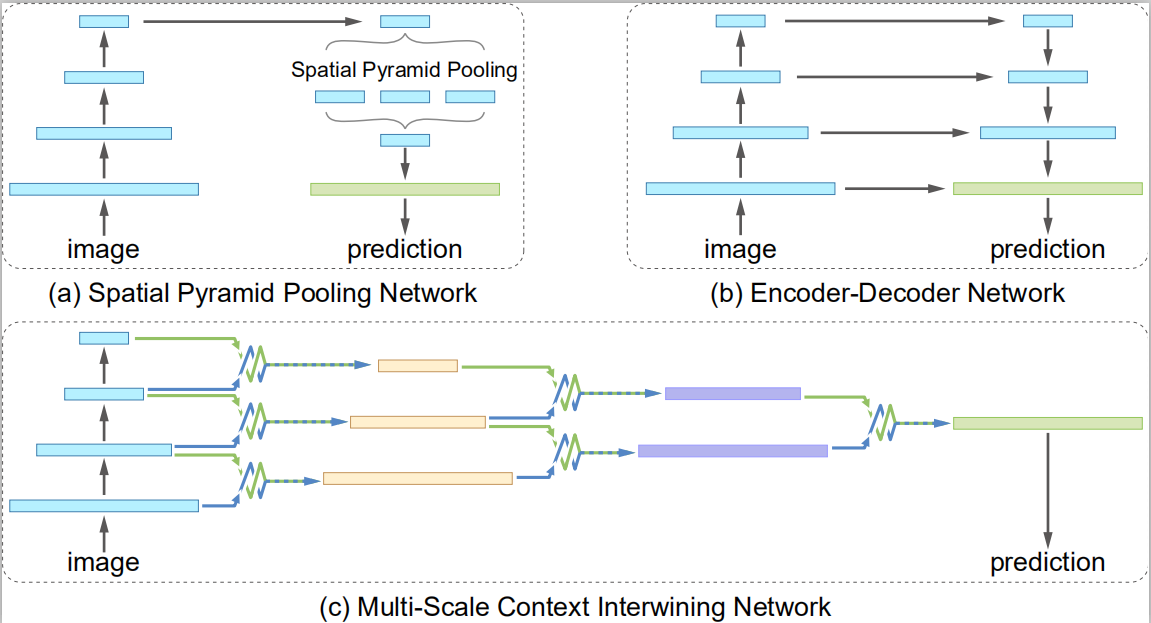 Spatial Pyramid Pooling
image
prediction
(a) Spatial Pyramid Pooling Network
image
prediction
(b) Encoder-Decoder Network
image
prediction
(c) Multi-Scale Context Interwining Network